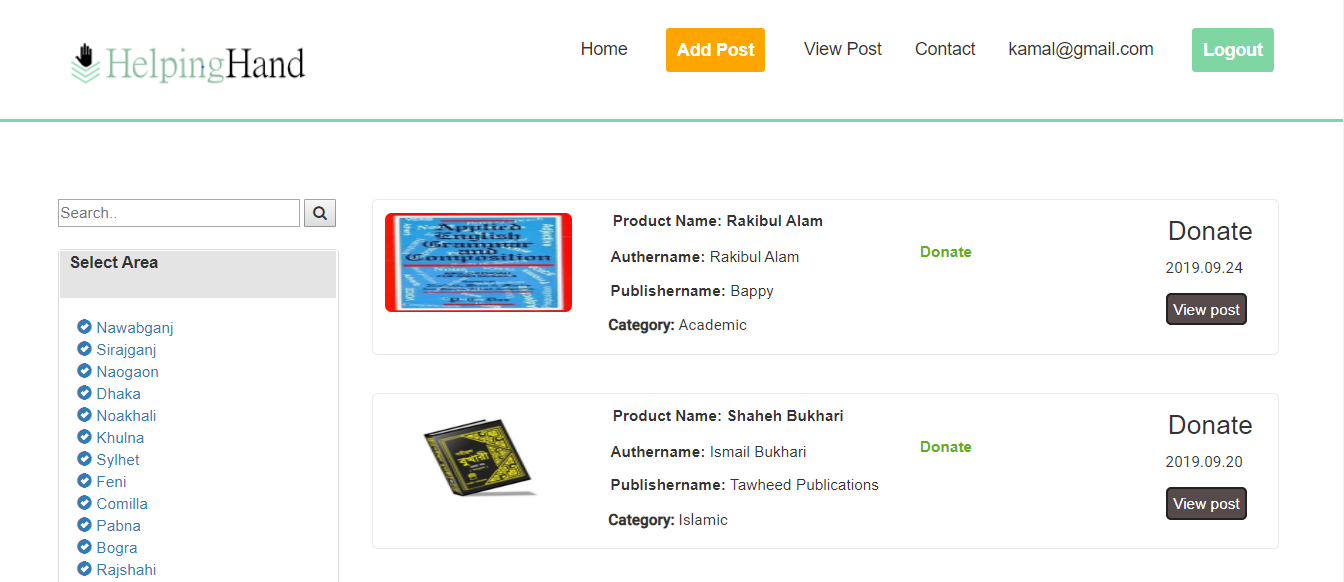 HelpingHand
Home
Add Post
View Post
Contact
kamal@gmail.com
Logout
Search..
Select Area
Nawabganj
Sirajganj
Naogaon
Dhaka
Noakhali
Khulna
Sylhet
Feni
Comilla
Pabna
Bogra
Rajshahi
Applied
English
Grammar
and
Composition
Product Name: Rakibul Alam
Authername: Rakibul Alam
Publishername: Bappy
Category: Academic
Donate
Donate
2019.09.24
View post
বুখারী
Product Name: Shaheh Bukhari
Authername: Ismail Bukhari
Publishername: Tawheed Publications
Category: Islamic
Donate
Donate
2019.09.20
View post